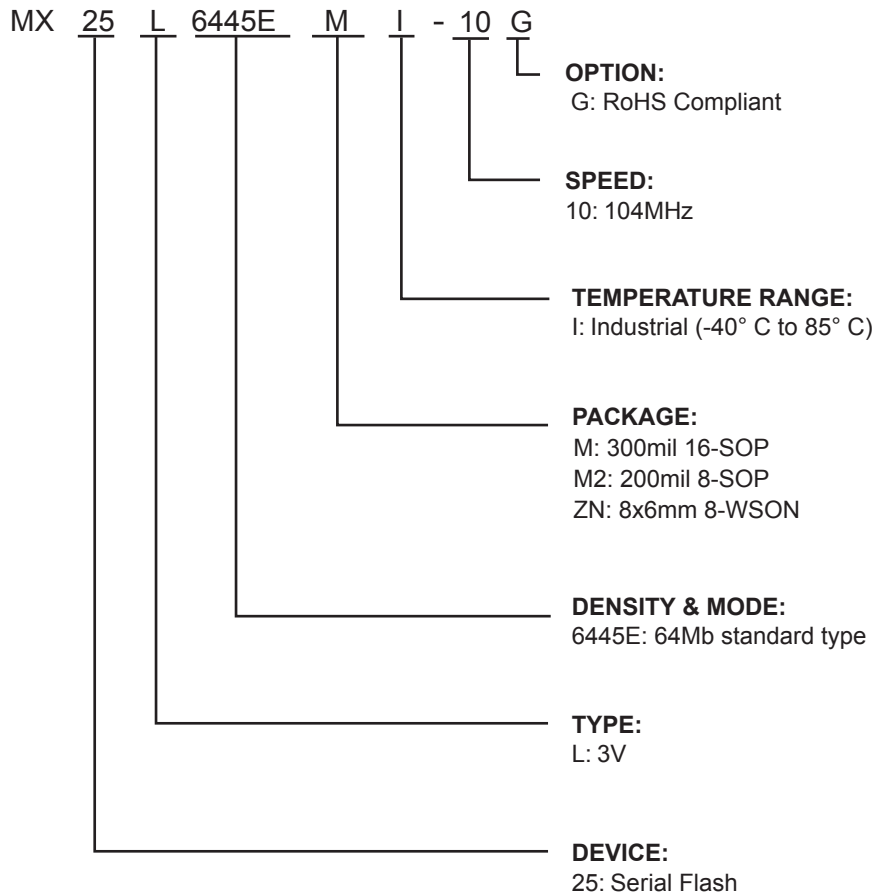 MX 25 L 6445E M I - 10 G
OPTION:
G: RoHS Compliant
SPEED:
10: 104MHz
TEMPERATURE RANGE:
I: Industrial (-40° C to 85° C)
PACKAGE:
M: 300mil 16-SOP
M2: 200mil 8-SOP
ZN: 8x6mm 8-WSON
DENSITY & MODE:
6445E: 64Mb standard type
TYPE:
L: 3V
DEVICE:
25: Serial Flash